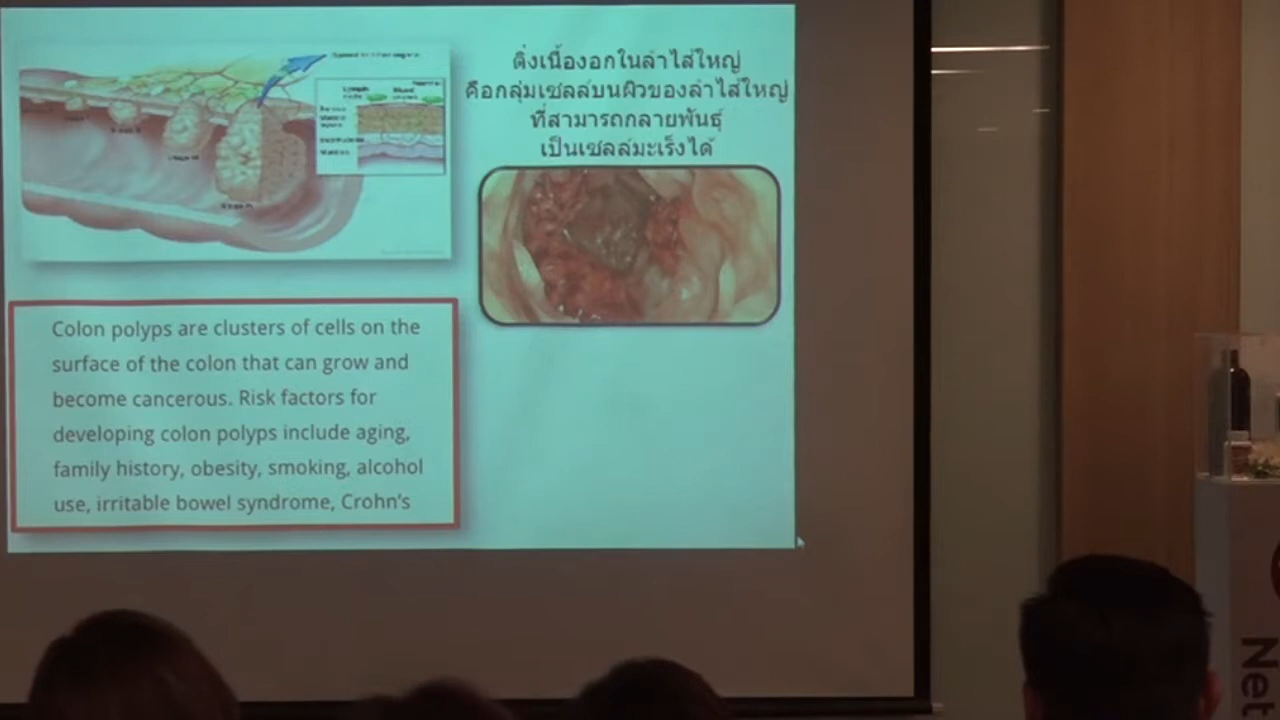 ติ่งเนื้องอกในลำไส้ใหญ่
คือกลุ่มเซลล์บนผิวของลำไส้ใหญ่
ที่สามารถกลายพันธุ์
เป็นเซลล์มะเร็งได้
Colon polyps are clusters of cells on the
surface of the colon that can grow and
become cancerous. Risk factors for
developing colon polyps include aging,
family history, obesity, smoking, alcohol
use, irritable bowel syndrome, Crohn's
Net